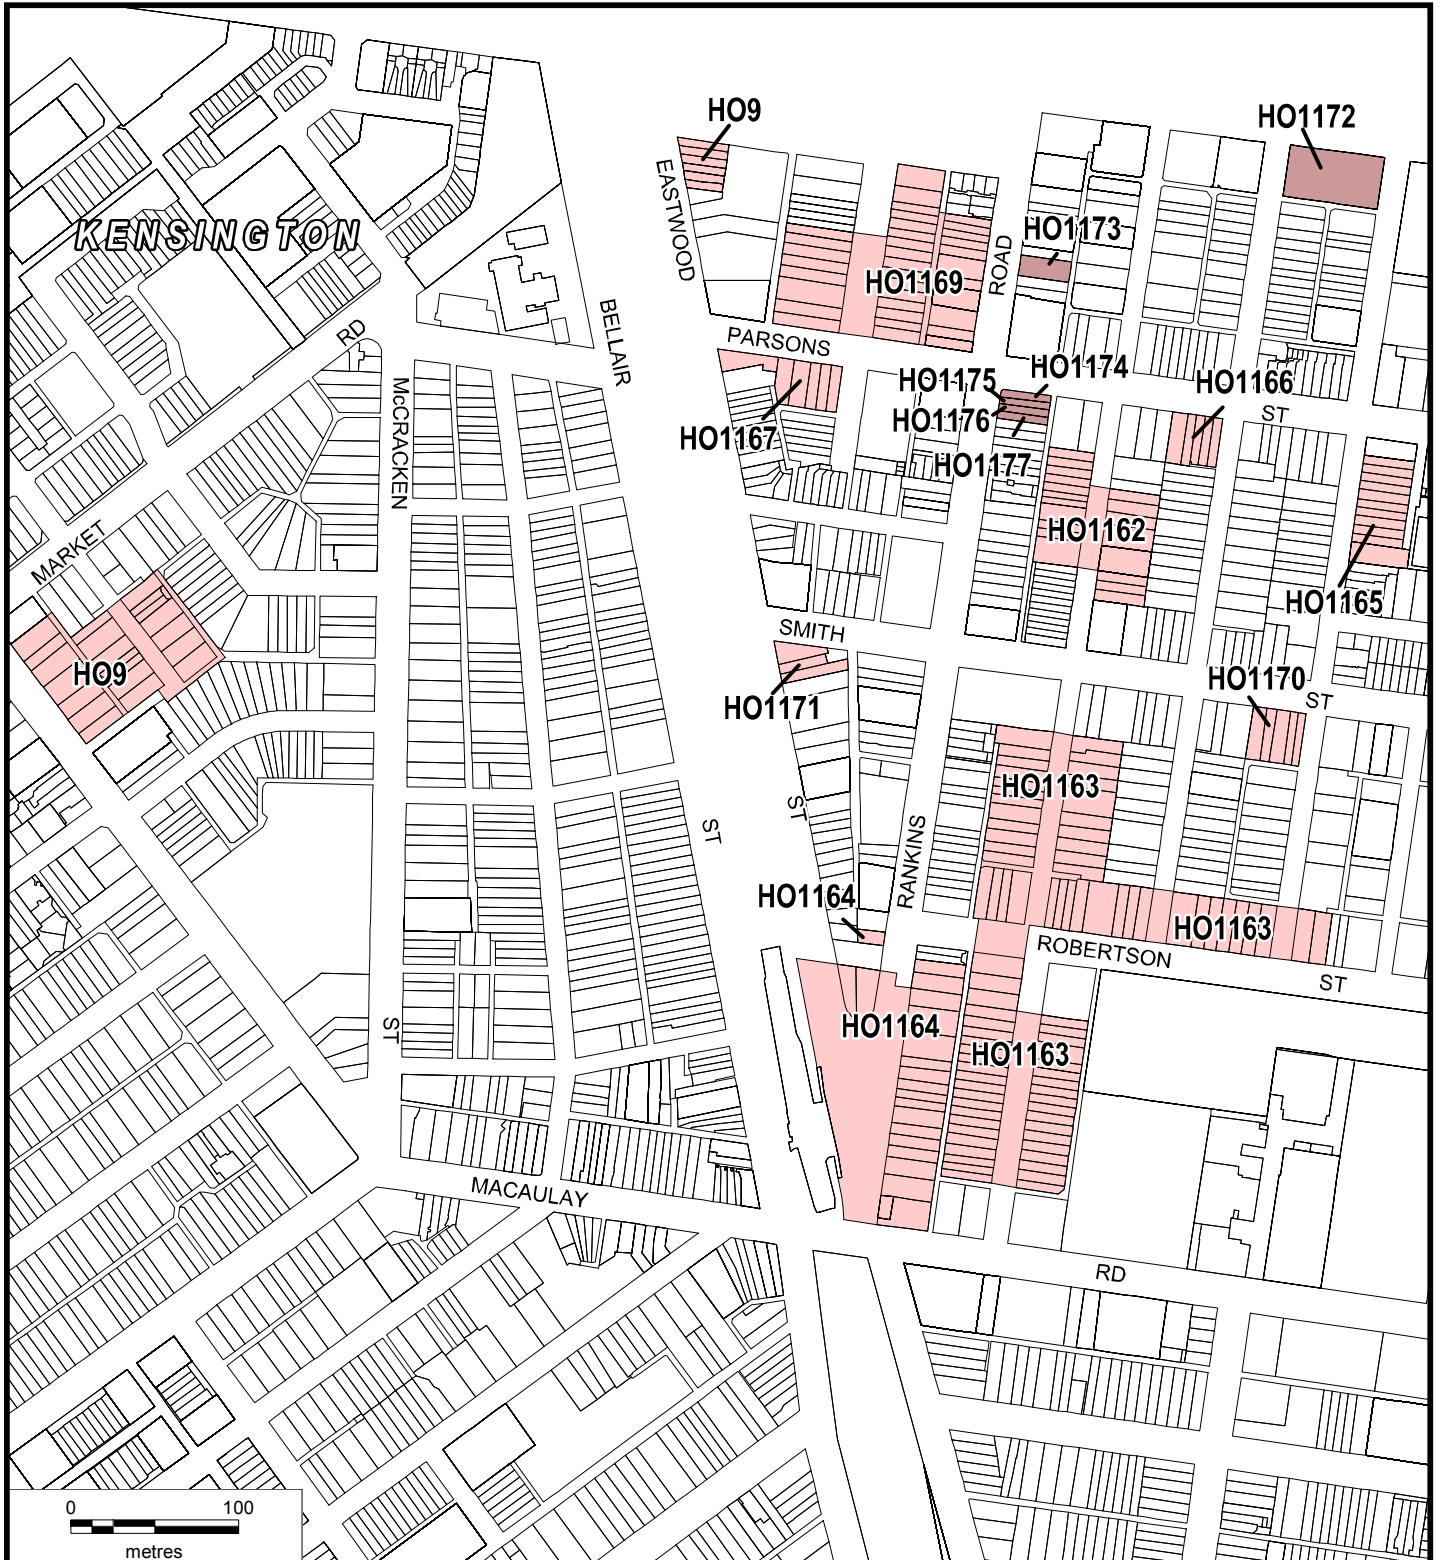 HO9
HO1172
EASTWOOD
KENSINGTON
HO1173
HO1169
ROAD
BELLAIR
RD
PARSONS
HO1174
HO1175
HO1166
McCRACKEN
ST
HO1176
HO1167
HO1177
MARKET
HO1162
HO1165
SMITH
HO9
HO1170
ST
HO1171
HO1163
ST
ST
RANKINS
HO1164
HO1163
ROBERTSON
ST
ST
HO1164
HO1163
MACAULAY
RD
0 100
metres